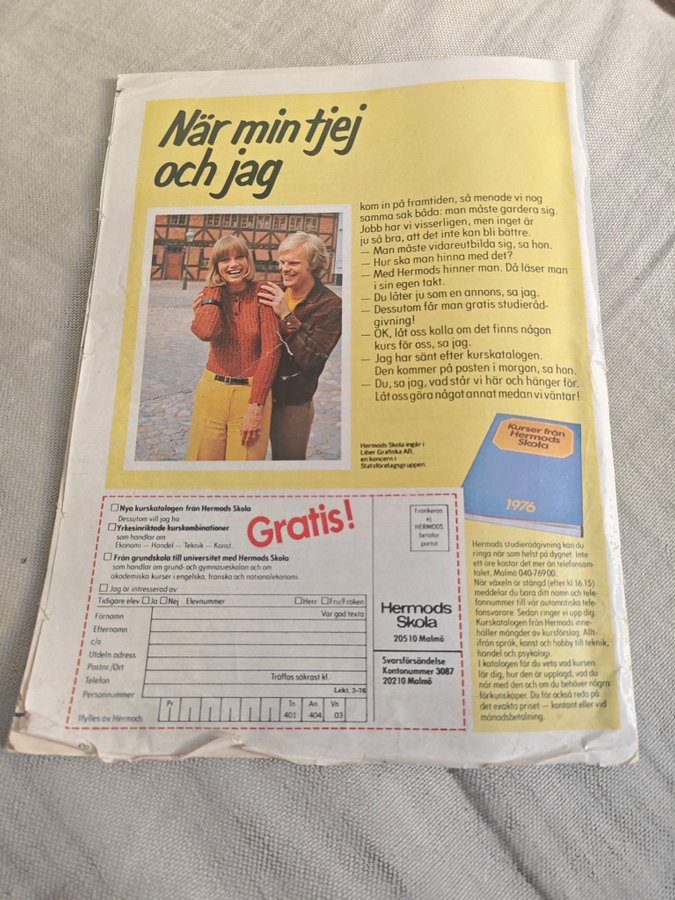 När min tjej
och jag
kom in på framtiden, så menade vi nog
samma sak båda: man måste gardera sig.
Jobb har vi visserligen, men inget är
ju så bra, att det inte kan bli bättre.
— Man måste vidareutbilda sig, sa hon.
— Hur ska man hinna med det?
— Med Hermods hinner man. Då läser man
i sin egen takt.
— Du låter ju som en annons, sa jag.
— Dessutom får man gratis studieråd-
givning!
— OK, låt oss kolla om det finns någon
kurs för oss, sa jag.
— Jag har sänt efter kurskatalogen.
Den kommer på posten i morgon, sa hon.
— Du, sa jag, vad står vi här och hänger för.
Låt oss göra något annat medan vi väntar!
Hermods Skola ingår i
Liber Grafiska AB,
en koncern i
Statsföretagsgruppen.
Kurser från
Hermods
Skola
1976
Hermods studierådgivning kan du
ringa när som helst på dygnet. Inte
ett öre kostar det mer än telefonsam-
talet, Malmö 040-769 00.
När växeln är stängd (efter kl 16.15)
meddelar du bara ditt namn och tele-
fonnummer till vår automatiska tele-
fonsvarare. Sedan ringer vi upp dig.
Kurskatalogen från Hermods inne-
håller mängder av kursförslag. Allt-
ifrån språk, konst och hobby till teknik,
handel och psykologi.
I katalogen får du veta vad kursen
lär dig, hur den är upplagd, vad du
når med den och om du behöver några
förkunskaper. Du får också reda på
det exakta priset — kontant eller vid
månadsbetalning.
Gratis!
Nya kurskatalogen från Hermods Skola
Dessutom vill jag ha
Yrkesinriktade kurskombinationer
som handlar om
Ekonomi — Handel — Teknik — Konst.
Från grundskola till universitet med Hermods Skola
som handlar om grund- och gymnasieskolan och om
akademiska kurser i engelska, franska och nationalekonomi.
Jag är intresserad av:
Tidigare elev Ja Nej Elevnummer Herr Fru/Fröken
Förnamn Var god texta
Efternamn
c/o
Utdeln.adress
Postnr/Ort
Telefon Träffas säkrast kl.
Personnummer Lekt. 3-76
Ifylles av Hermods Pr Tn An Vn
401 404 03
Frankeras
ej
HERMODS
betalar
portot
Hermods
Skola
205 10 Malmö
Svarsförsändelse
Kontonummer 3087
202 10 Malmö